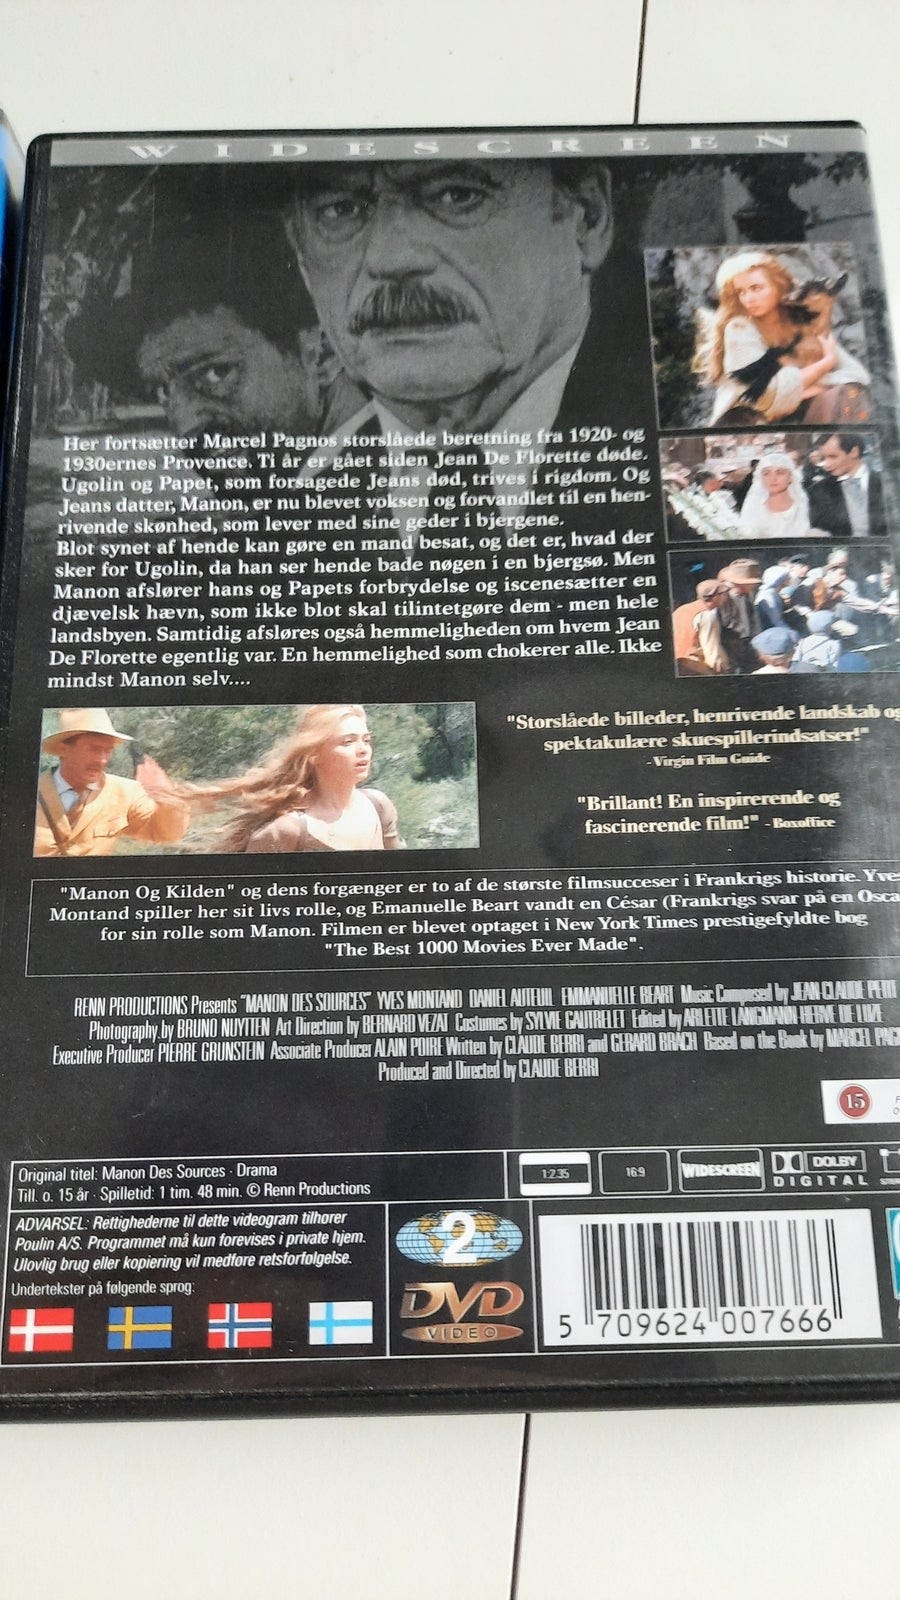 WIDESCREEN
Her fortsætter Marcel Pagnos storslåede beretning fra 1920- og
1930ernes Provence. Ti år er gået siden Jean De Florette døde.
Ugolin og Papet, som forsagede Jeans død, trives i rigdom. Og
Jeans datter, Manon, er nu blevet voksen og forvandlet til en hen-
rivende skønhed, som lever med sine geder i bjergene.
Blot synet af hende kan gøre en mand besat, og det er, hvad der
sker for Ugolin, da han ser hende bade nøgen i en bjergsø. Men
Manon afslører hans og Papets forbrydelse og iscenesætter en
djævelsk hævn, som ikke blot skal tilintetgøre dem - men hele
landsbyen. Samtidig afsløres også hemmeligheden om hvem Jean
De Florette egentlig var. En hemmelighed som chokerer alle. Ikke
mindst Manon selv....
"Storslåede billeder, henrivende landskab og
spektakulære skuespillerindsatser!"
- Virgin Film Guide
"Brillant! En inspirerende og
fascinerende film!" - Boxoffice
"Manon Og Kilden" og dens forgænger er to af de største filmsucceser i Frankrigs historie. Yves
Montand spiller her sit livs rolle, og Emanuelle Beart vandt en César (Frankrigs svar på en Osca
for sin rolle som Manon. Filmen er blevet optaget i New York Times prestigefyldte bog
"The Best 1000 Movies Ever Made".
RENN PRODUCTIONS Presents "MANON DES SOURCES" YVES MONTAND DANIEL AUTEUIL EMMANUELLE BEART Music Composed by JEAN-CLAUDE PETIT
Photography by BRUNO NUYTTEN Art Direction by BERNARD VEZAT Costumes by SYLVIE GAUTRELET Edited by ARLETTE LANGMANN HERVE DE LUZE
Executive Producer PIERRE GRUNSTEIN Associate Producer ALAIN POIRE Written by CLAUDE BERRI and GERARD BRACH Based on the Book by MARCEL PAG
Produced and Directed by CLAUDE BERRI
15
Original titel: Manon Des Sources · Drama
Till. o. 15 år · Spilletid: 1 tim. 48 min. © Renn Productions
1:2.35 16:9 WIDESCREEN DOLBY
DIGITAL
ADVARSEL: Rettighederne til dette videogram tilhører
Poulin A/S. Programmet må kun forevises i private hjem.
Ulovlig brug eller kopiering vil medføre retsforfølgelse.
Undertekster på følgende sprog:
2
DVD
VIDEO
5 709624 007666